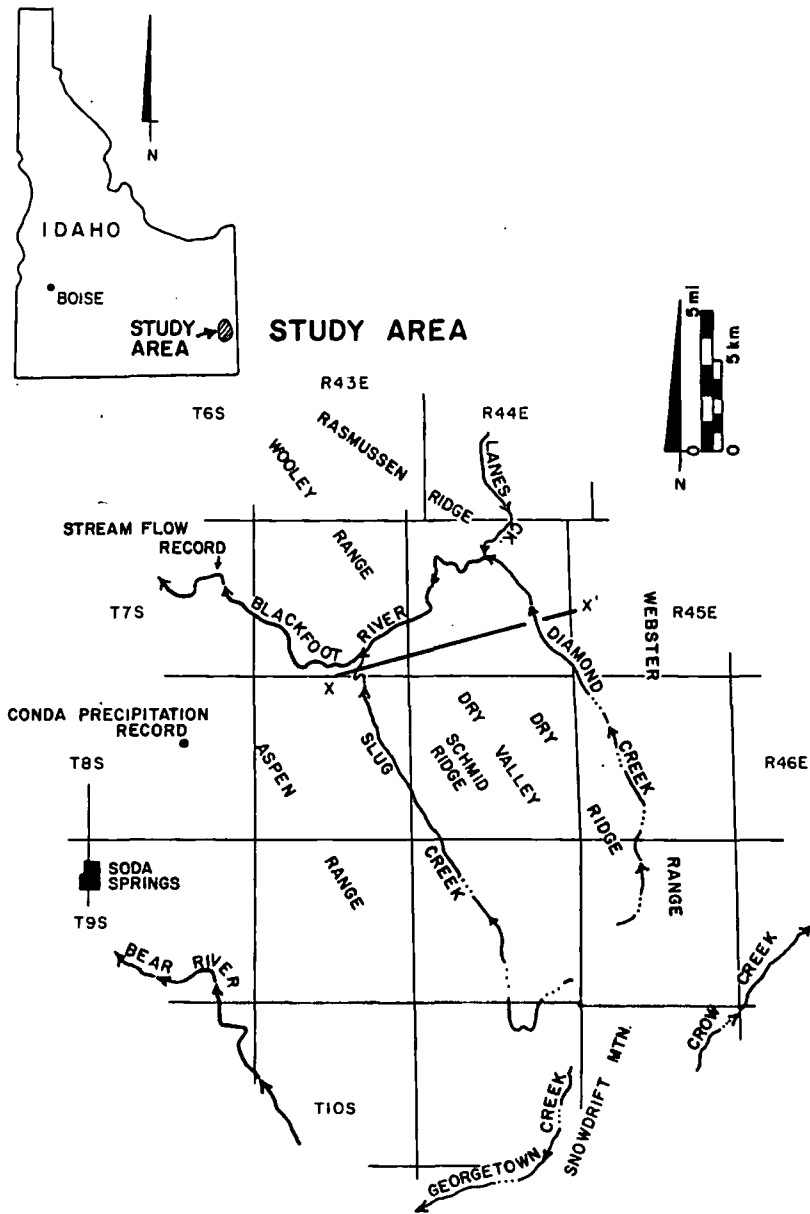 N
IDAHO
BOISE
STUDY
AREA
STUDY AREA
5 mi
5 km
0
0
N
R43E
T6S
R44E
RASMUSSEN
RIDGE
WOOLEY
RANGE
LANES
CK.
STREAM FLOW
RECORD
T7S
BLACKFOOT
RIVER
X
X'
DIAMOND
CREEK
WEBSTER
RANGE
R45E
CONDA PRECIPITATION
RECORD
T8S
ASPEN
RANGE
SLUG
CREEK
DRY
VALLEY
SCHMID
RIDGE
DRY
RIDGE
R46E
SODA
SPRINGS
T9S
BEAR RIVER
CROW CREEK
T10S
GEORGETOWN CREEK
SNOWDRIFT MTN.